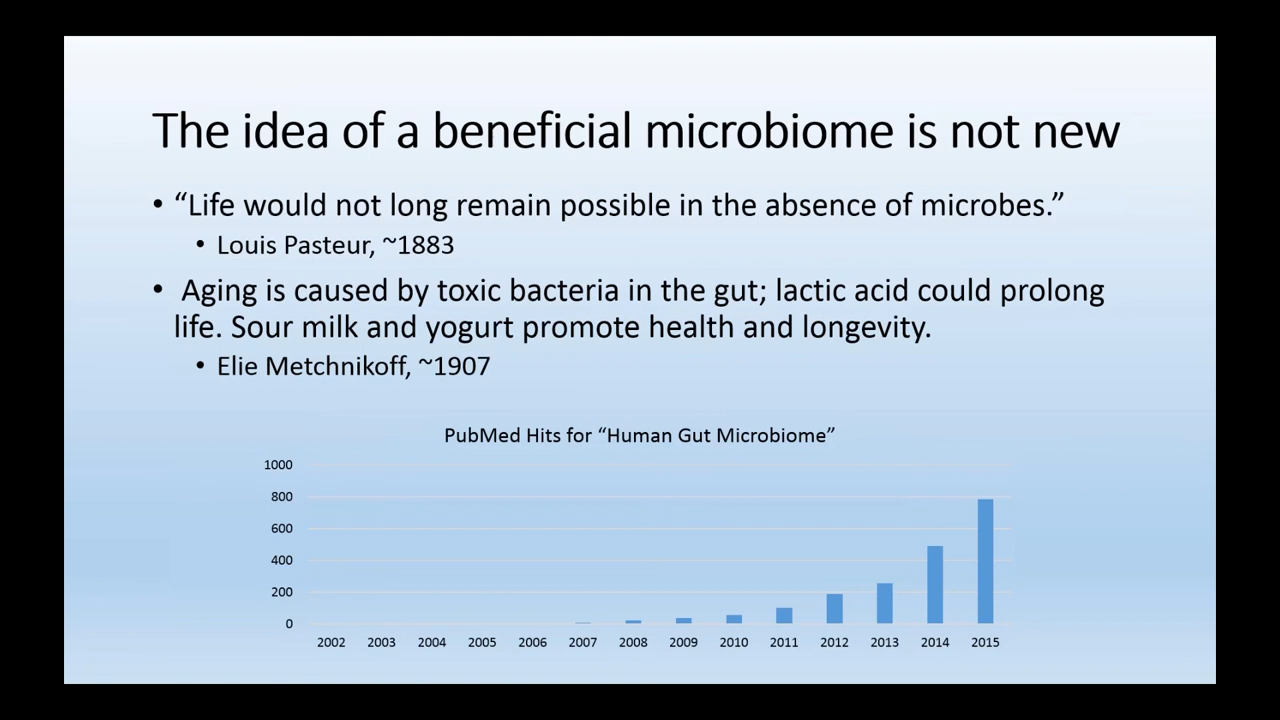 The idea of a beneficial microbiome is not new
• “Life would not long remain possible in the absence of microbes.”
• Louis Pasteur, ~1883
• Aging is caused by toxic bacteria in the gut; lactic acid could prolong
life. Sour milk and yogurt promote health and longevity.
• Elie Metchnikoff, ~1907
PubMed Hits for “Human Gut Microbiome”
1000
800
600
400
200
0
2002 2003 2004 2005 2006 2007 2008 2009 2010 2011 2012 2013 2014 2015